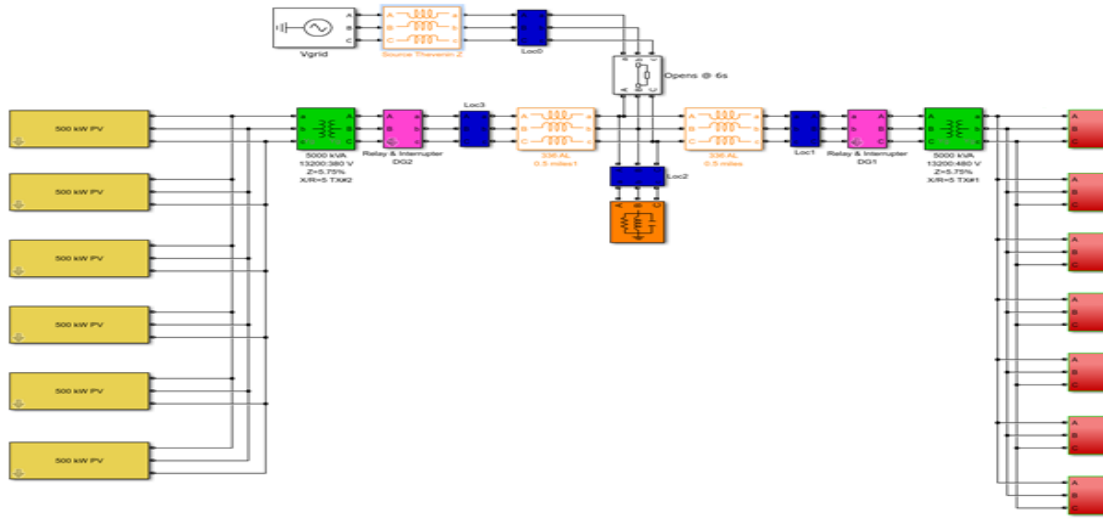 A A a
B B b
C C c
Vgrid
Source Thevenin Z
Loc0
a b c
A B C
Opens @ 6s
500 kW PV
500 kW PV
500 kW PV
500 kW PV
500 kW PV
500 kW PV
a A
b B
c C
5000 kVA
13200:380 V
Z=5.75%
X/R=5 TX#2
A a
B b
C c
Relay & Interrupter
DG2
Loc3
A a
B b
C c
336 AL
0.5 miles1
A a
B b
C c
336 AL
0.5 miles
Loc1
A a
B b
C c
Relay & Interrupter
DG1
A a
B b
C c
5000 kVA
13200:480 V
Z=5.75%
X/R=5 TX#1
Loc2
A B C
A
B
C
A
B
C
A
B
C
A
B
C
A
B
C
A
B
C
A
B
C